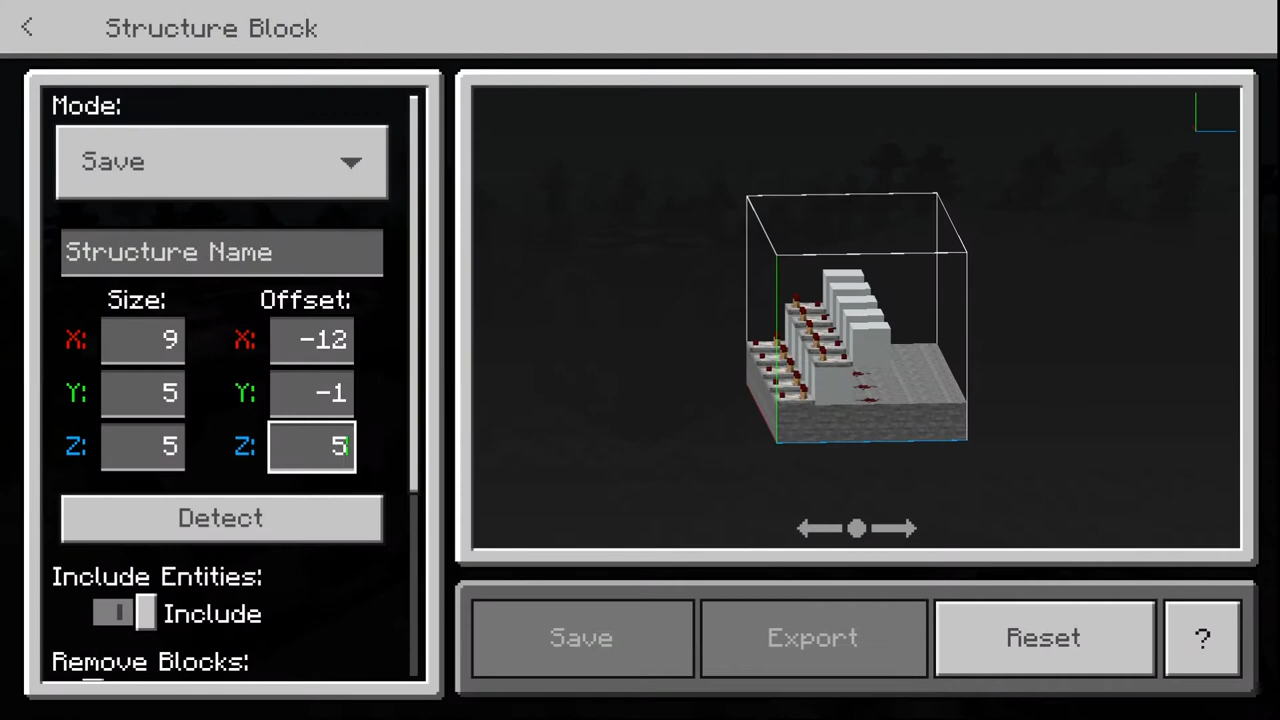 Structure Block
Mode:
Save
Structure Name
Size: Offset:
X: 9 X: -12
Y: 5 Y: -1
Z: 5 Z: 5
Detect
Include Entities:
Include
Remove Blocks:
Save Export Reset ?